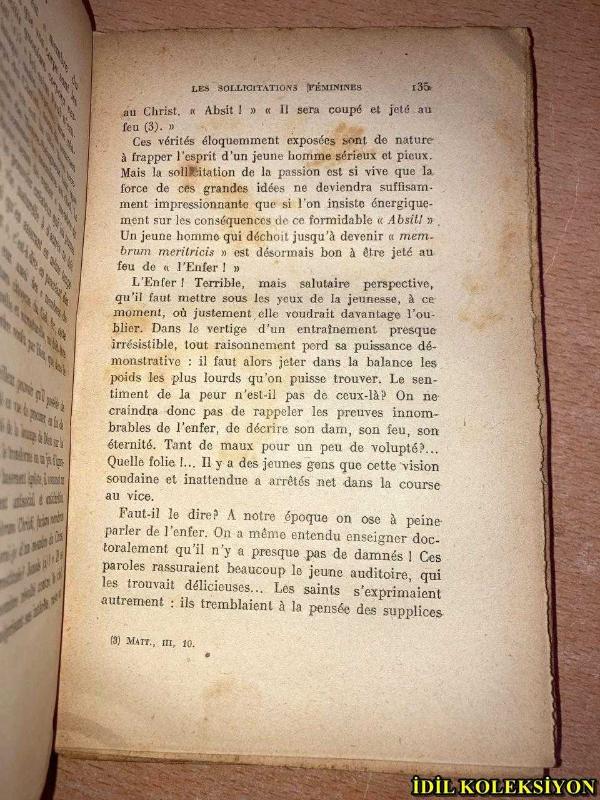 LES SOLLICITATIONS FÉMININES 135
au Christ. « Absit ! » « Il sera coupé et jeté au
feu (3). »
Ces vérités éloquemment exposées sont de nature
à frapper l'esprit d'un jeune homme sérieux et pieux.
Mais la sollicitation de la passion est si vive que la
force de ces grandes idées ne deviendra suffisam-
ment impressionnante que si l'on insiste énergique-
ment sur les conséquences de ce formidable « Absit! ».
Un jeune homme qui déchoit jusqu'à devenir « mem-
brum meritricis » est désormais bon à être jeté au
feu de « l'Enfer ! »
L'Enfer ! Terrible, mais salutaire perspective,
qu'il faut mettre sous les yeux de la jeunesse, à ce
moment, où justement elle voudrait davantage l'ou-
blier. Dans le vertige d'un entraînement presque
irrésistible, tout raisonnement perd sa puissance dé-
monstrative : il faut alors jeter dans la balance les
poids les plus lourds qu'on puisse trouver. Le sen-
timent de la peur n'est-il pas de ceux-là? On ne
craindra donc pas de rappeler les preuves innom-
brables de l'enfer, de décrire son dam, son feu, son
éternité. Tant de maux pour un peu de volupté?...
Quelle folie !... Il y a des jeunes gens que cette vision
soudaine et inattendue a arrêtés net dans la course
au vice.
Faut-il le dire? A notre époque on ose à peine
parler de l'enfer. On a même entendu enseigner doc-
toralement qu'il n'y a presque pas de damnés ! Ces
paroles rassuraient beaucoup le jeune auditoire, qui
les trouvait délicieuses... Les saints s'exprimaient
autrement : ils tremblaient à la pensée des supplices
(3) MATT., III, 10.
İDİL KOLEKSİYON